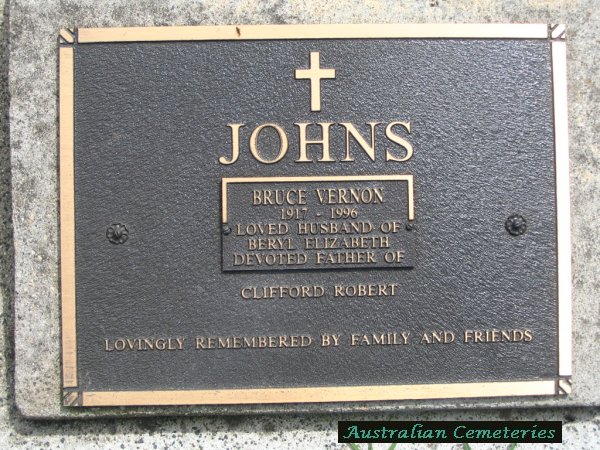 JOHNS
BRUCE VERNON
1917 - 1996
LOVED HUSBAND OF
BERYL ELIZABETH
DEVOTED FATHER OF
CLIFFORD ROBERT
LOVINGLY REMEMBERED BY FAMILY AND FRIENDS
Australian Cemeteries